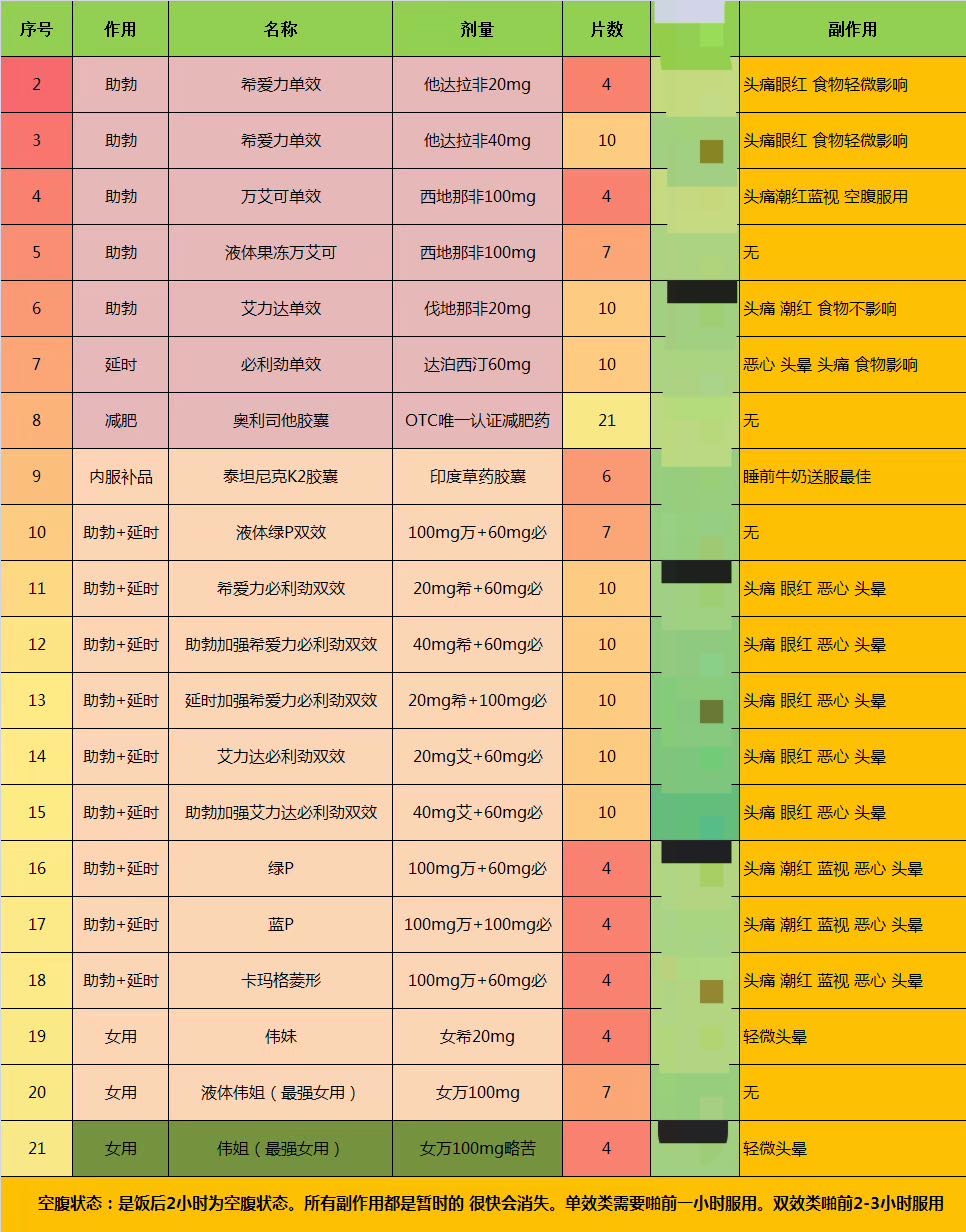 序号 作用 名称 剂量 片数 副作用
2 助勃 希爱力单效 他达拉非20mg 4 头痛眼红 食物轻微影响
3 助勃 希爱力单效 他达拉非40mg 10 头痛眼红 食物轻微影响
4 助勃 万艾可单效 西地那非100mg 4 头痛潮红蓝视 空腹服用
5 助勃 液体果冻万艾可 西地那非100mg 7 无
6 助勃 艾力达单效 伐地那非20mg 10 头痛 潮红 食物不影响
7 延时 必利劲单效 达泊西汀60mg 10 恶心 头晕 头痛 食物影响
8 减肥 奥利司他胶囊 OTC唯一认证减肥药 21 无
9 内服补品 泰坦尼克K2胶囊 印度草药胶囊 6 睡前牛奶送服最佳
10 助勃+延时 液体绿P双效 100mg万+60mg必 7 无
11 助勃+延时 希爱力必利劲双效 20mg希+60mg必 10 头痛 眼红 恶心 头晕
12 助勃+延时 助勃加强希爱力必利劲双效 40mg希+60mg必 10 头痛 眼红 恶心 头晕
13 助勃+延时 延时加强希爱力必利劲双效 20mg希+100mg必 10 头痛 眼红 恶心 头晕
14 助勃+延时 艾力达必利劲双效 20mg艾+60mg必 10 头痛 眼红 恶心 头晕
15 助勃+延时 助勃加强艾力达必利劲双效 40mg艾+60mg必 10 头痛 眼红 恶心 头晕
16 助勃+延时 绿P 100mg万+60mg必 4 头痛 潮红 蓝视 恶心 头晕
17 助勃+延时 蓝P 100mg万+100mg必 4 头痛 潮红 蓝视 恶心 头晕
18 助勃+延时 卡玛格菱形 100mg万+60mg必 4 头痛 潮红 蓝视 恶心 头晕
19 女用 伟妹 女希20mg 4 轻微头晕
20 女用 液体伟姐（最强女用） 女万100mg 7 无
21 女用 伟姐（最强女用） 女万100mg略苦 4 轻微头晕
空腹状态：是饭后2小时为空腹状态。所有副作用都是暂时的 很快会消失。单效类需要啪前一小时服用。双效类啪前2-3小时服用